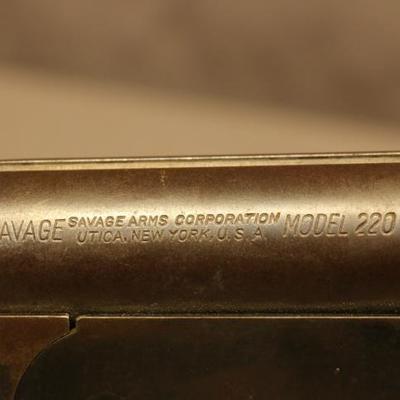 AVAGE SAVAGE ARMS CORPORATION MODEL 220
UTICA, NEW YORK, U.S.A.